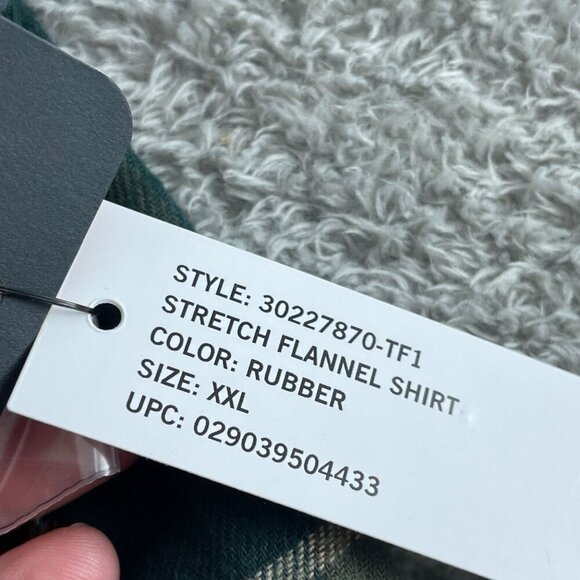 STYLE: 30227870-TF1
STRETCH FLANNEL SHIRT
COLOR: RUBBER
SIZE: XXL
UPC: 029039504433